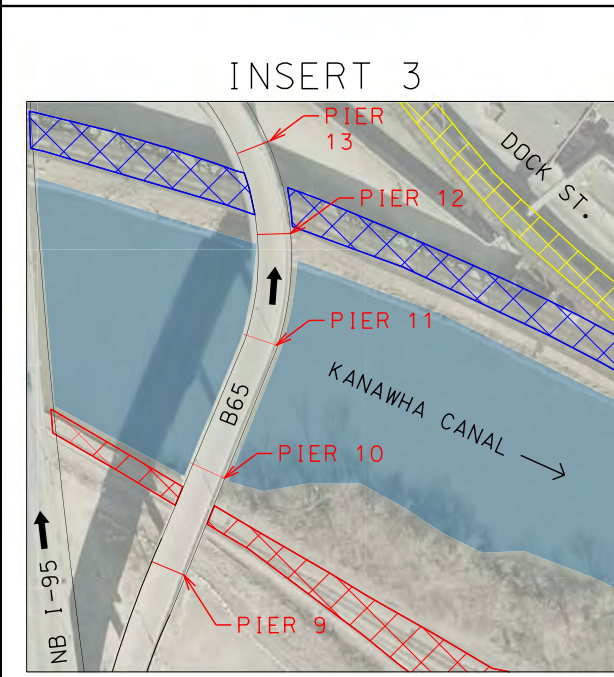 INSERT 3
PIER
13
DOCK ST.
PIER 12
PIER 11
KANAWHA CANAL
B65
PIER 10
NB I-95
PIER 9